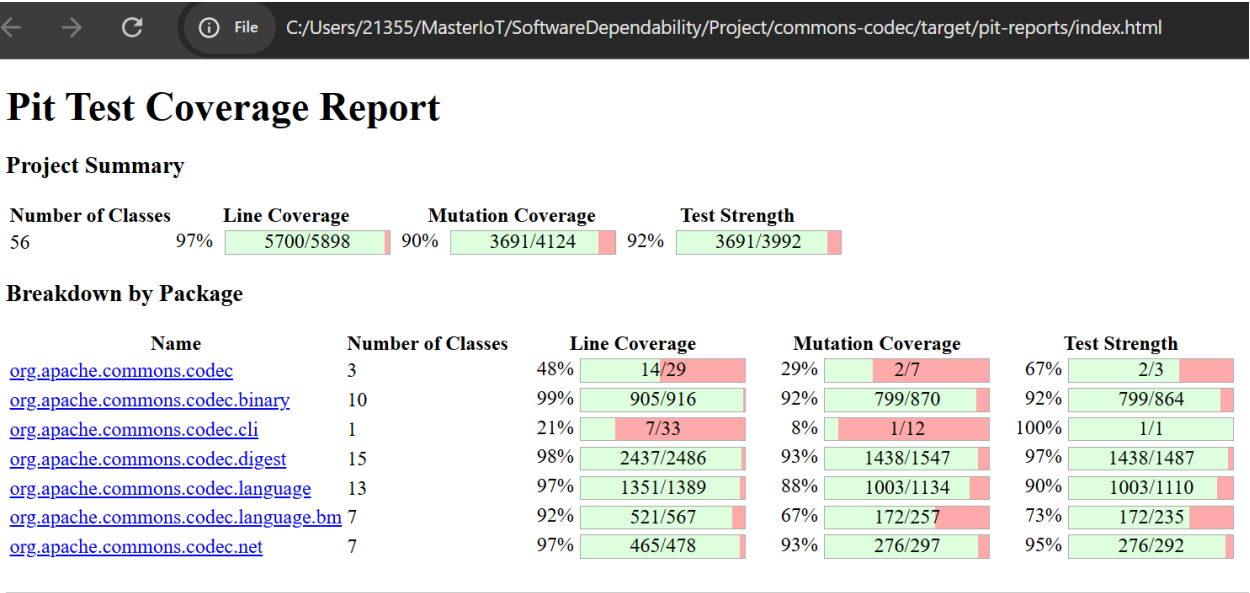 File C:/Users/21355/MasterIoT/SoftwareDependability/Project/commons-codec/target/pit-reports/index.html
Pit Test Coverage Report
Project Summary
Number of Classes Line Coverage Mutation Coverage Test Strength
56 97% 5700/5898 90% 3691/4124 92% 3691/3992
Breakdown by Package
Name Number of Classes Line Coverage Mutation Coverage Test Strength
org.apache.commons.codec 3 48% 14/29 29% 2/7 67% 2/3
org.apache.commons.codec.binary 10 99% 905/916 92% 799/870 92% 799/864
org.apache.commons.codec.cli 1 21% 7/33 8% 1/12 100% 1/1
org.apache.commons.codec.digest 15 98% 2437/2486 93% 1438/1547 97% 1438/1487
org.apache.commons.codec.language 13 97% 1351/1389 88% 1003/1134 90% 1003/1110
org.apache.commons.codec.language.bm 7 92% 521/567 67% 172/257 73% 172/235
org.apache.commons.codec.net 7 97% 465/478 93% 276/297 95% 276/292